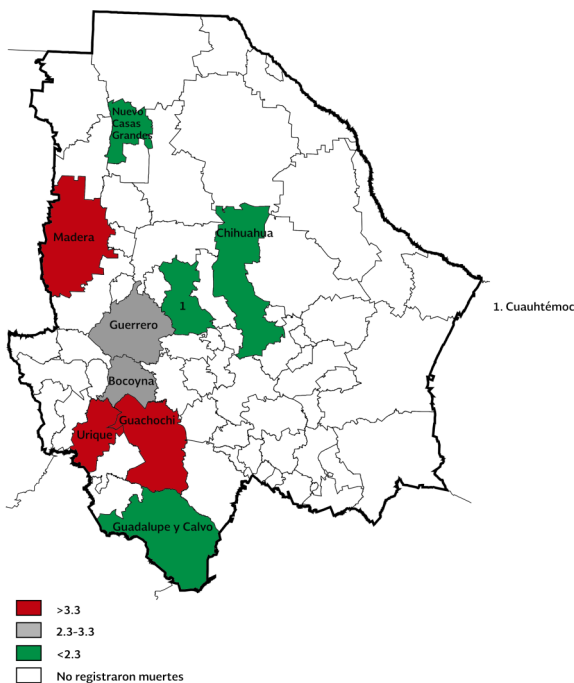 Nuevo
Casas
Grandes
Madera
Chihuahua
1
1. Cuauhtémoc
Guerrero
Bocoyna
Guachochi
Urique
Guadalupe y Calvo
>3.3
2.3-3.3
<2.3
No registraron muertes